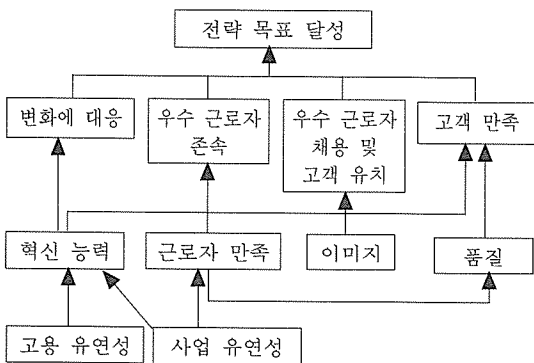 전략 목표 달성
변화에 대응
우수 근로자
존속
우수 근로자
채용 및
고객 유치
고객 만족
혁신 능력
근로자 만족
이미지
품질
고용 유연성
사업 유연성